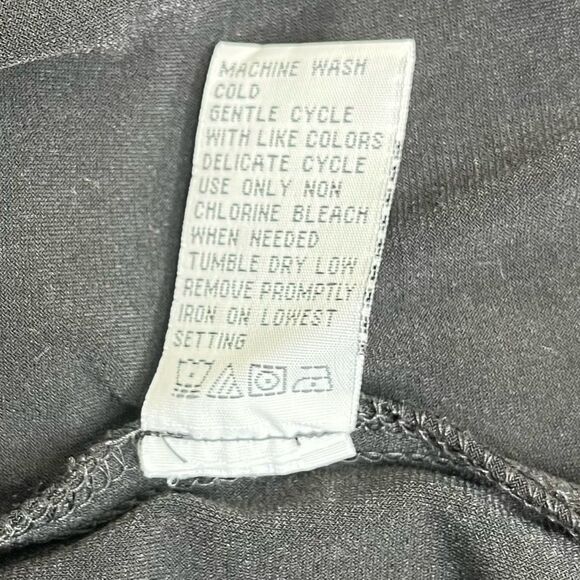 MACHINE WASH
COLD
GENTLE CYCLE
WITH LIKE COLORS
DELICATE CYCLE
USE ONLY NON
CHLORINE BLEACH
WHEN NEEDED
TUMBLE DRY LOW
REMOVE PROMPTLY
IRON ON LOWEST
SETTING